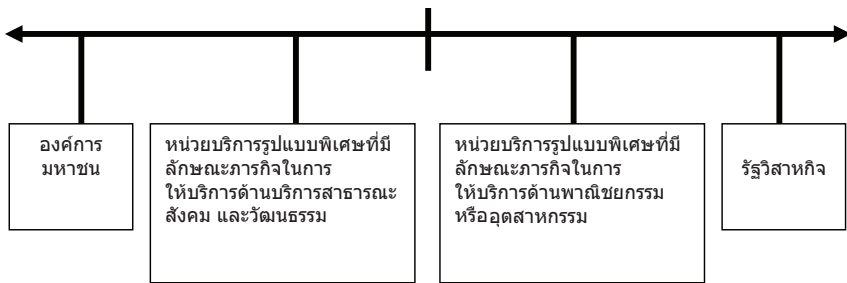 องค์การ
มหาชน
หน่วยบริการรูปแบบพิเศษที่มี
ลักษณะภารกิจในการ
ให้บริการด้านบริการสาธารณะ
สังคม และวัฒนธรรม
หน่วยบริการรูปแบบพิเศษที่มี
ลักษณะภารกิจในการ
ให้บริการด้านพาณิชยกรรม
หรืออุตสาหกรรม
รัฐวิสาหกิจ